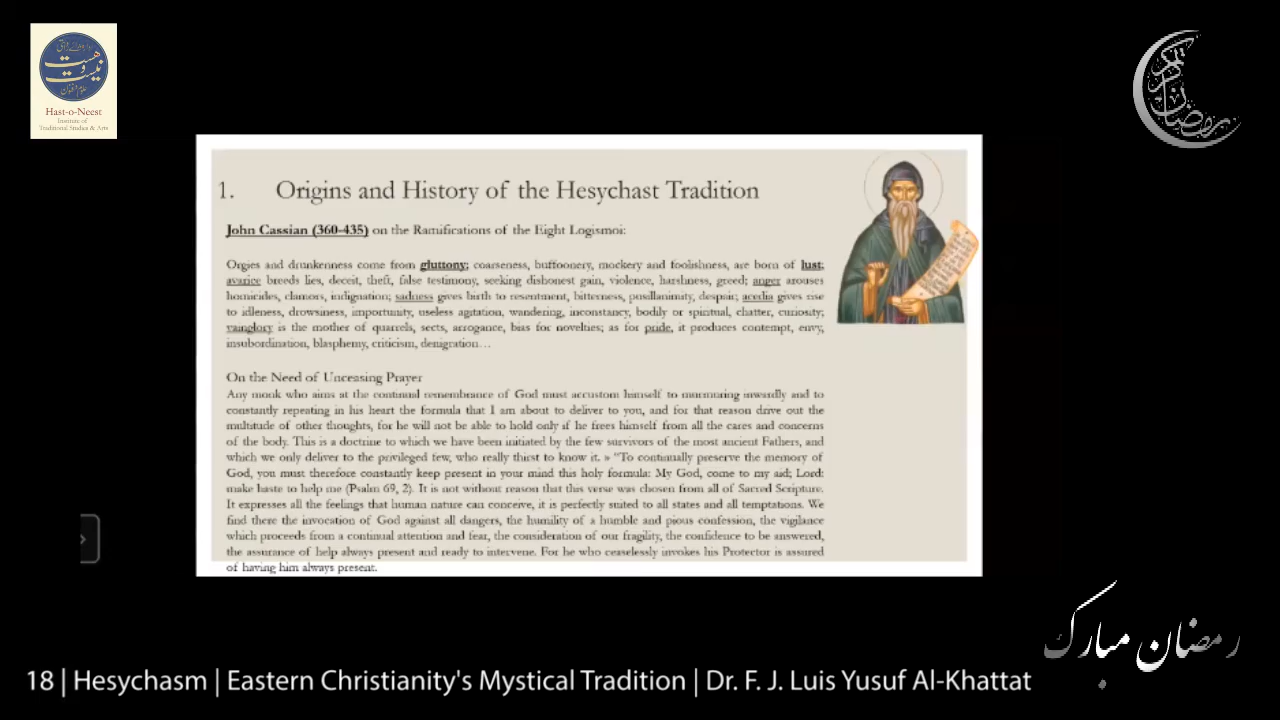 هست
و
نیست
Hast-o-Neest
Institute of
Traditional Studies & Arts
1. Origins and History of the Hesychast Tradition
John Cassian (360-435) on the Ramifications of the Eight Logismoi:
Orgies and drunkenness come from gluttony; coarseness, buffoonery, mockery and foolishness, are born of lust;
avarice breeds lies, deceit, theft, false testimony, seeking dishonest gain, violence, harshness, greed; anger arouses
homicides, clamors, indignation; sadness gives birth to resentment, bitterness, pusillanimity, despair; acedia gives rise
to idleness, drowsiness, importunity, useless agitation, wandering, inconstancy, bodily or spiritual, chatter, curiosity;
vainglory is the mother of quarrels, sects, arrogance, bias for novelties; as for pride, it produces contempt, envy,
insubordination, blasphemy, criticism, denigration…
On the Need of Unceasing Prayer
Any monk who aims at the continual remembrance of God must accustom himself to murmuring inwardly and to
constantly repeating in his heart the formula that I am about to deliver to you, and for that reason drive out the
multitude of other thoughts, for he will not be able to hold only if he frees himself from all the cares and concerns
of the body. This is a doctrine to which we have been initiated by the few survivors of the most ancient Fathers, and
which we only deliver to the privileged few, who really thirst to know it. » "To continually preserve the memory of
God, you must therefore constantly keep present in your mind this holy formula: My God, come to my aid; Lord:
make haste to help me (Psalm 69, 2). It is not without reason that this verse was chosen from all of Sacred Scripture.
It expresses all the feelings that human nature can conceive, it is perfectly suited to all states and all temptations. We
find there the invocation of God against all dangers, the humility of a humble and pious confession, the vigilance
which proceeds from a continual attention and fear, the consideration of our fragility, the confidence to be answered,
the assurance of help always present and ready to intervene. For he who ceaselessly invokes his Protector is assured
of having him always present.
رمضان مبارک
18 | Hesychasm | Eastern Christianity's Mystical Tradition | Dr. F. J. Luis Yusuf Al-Khattat